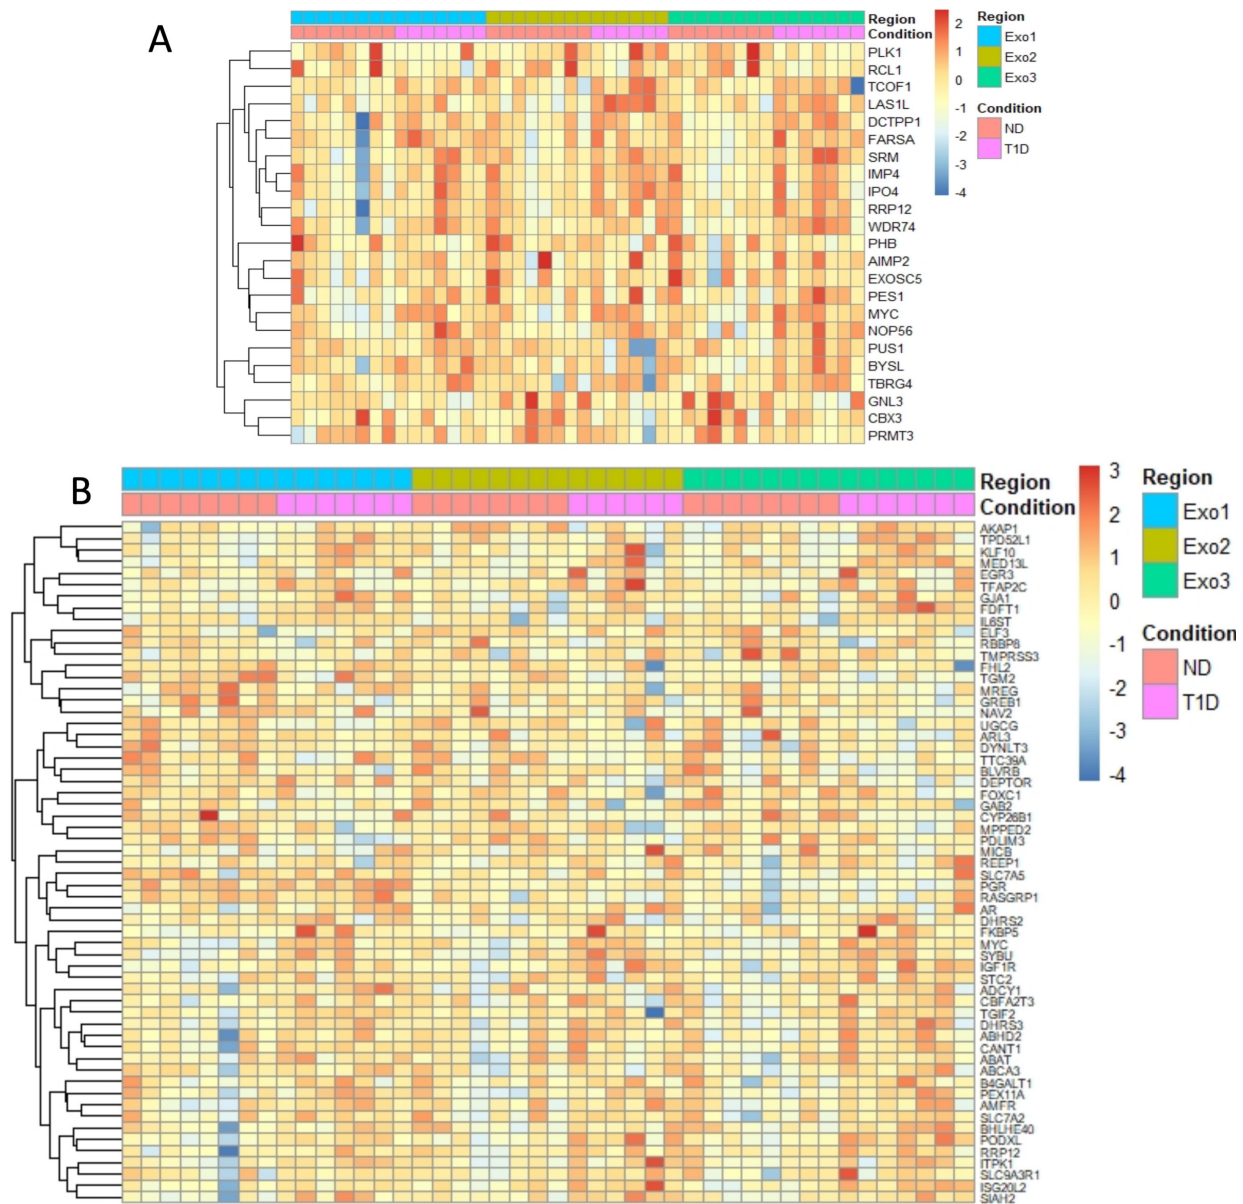 A
Region
Condition
PLK1
RCL1
TCOF1
LAS1L
DCTPP1
FARSA
SRM
IMP4
IPO4
RRP12
WDR74
PHB
AIMP2
EXOSC5
PES1
MYC
NOP56
PUS1
BYSL
TBRG4
GNL3
CBX3
PRMT3
2
1
0
-1
-2
-3
-4
Region
Exo1
Exo2
Exo3
Condition
ND
T1D
B
Region
Condition
AKAP1
TPD52L1
KLF10
MED13L
EGR3
TFAP2C
GJA1
FDFT1
IL6ST
ELF3
RBBP8
TMPRSS3
FHL2
TGM2
MREG
GREB1
NAV2
UGCG
ARL3
DYNLT3
TTC39A
BLVRB
DEPTOR
FOXC1
GAB2
CYP26B1
MPPED2
PDLIM3
MICB
REEP1
SLC7A5
PGR
RASGRP1
AR
DHRS2
FKBP5
MYC
SYBU
IGF1R
STC2
ADCY1
CBFA2T3
TGIF2
DHRS3
ABHD2
CANT1
ABAT
ABCA3
B4GALT1
PEX11A
AMFR
SLC7A2
BHLHE40
PODXL
RRP12
ITPK1
SLC9A3R1
ISG20L2
SIAH2
3
2
1
0
-1
-2
-3
-4
Region
Exo1
Exo2
Exo3
Condition
ND
T1D